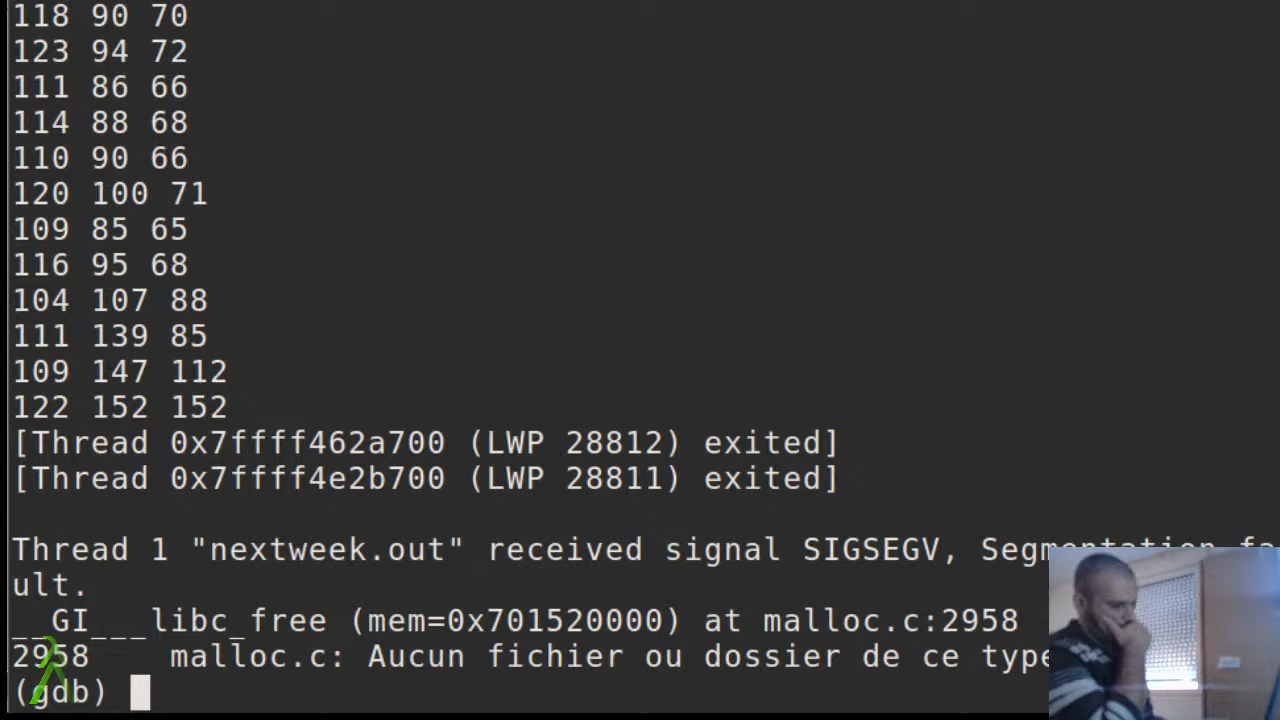 118 90 70
123 94 72
111 86 66
114 88 68
110 90 66
120 100 71
109 85 65
116 95 68
104 107 88
111 139 85
109 147 112
122 152 152
[Thread 0x7ffff462a700 (LWP 28812) exited]
[Thread 0x7ffff4e2b700 (LWP 28811) exited]
Thread 1 "nextweek.out" received signal SIGSEGV, Segmentation fa
ult.
__GI___libc_free (mem=0x701520000) at malloc.c:2958
2958 malloc.c: Aucun fichier ou dossier de ce type
(gdb)